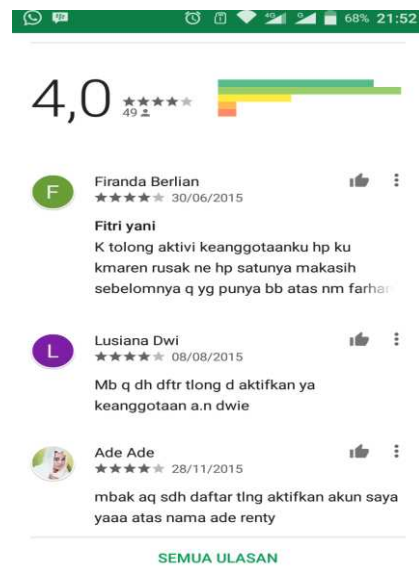 68% 21:52
4,0
49
F
Firanda Berlian
30/06/2015
Fitri yani
K tolong aktivi keanggotaanku hp ku
kmaren rusak ne hp satunya makasih
sebelomnya q yg punya bb atas nm farhan
L
Lusiana Dwi
08/08/2015
Mb q dh dftr tlong d aktifkan ya
keanggotaan a.n dwie
Ade Ade
28/11/2015
mbak aq sdh daftar tlng aktifkan akun saya
yaaa atas nama ade renty
SEMUA ULASAN